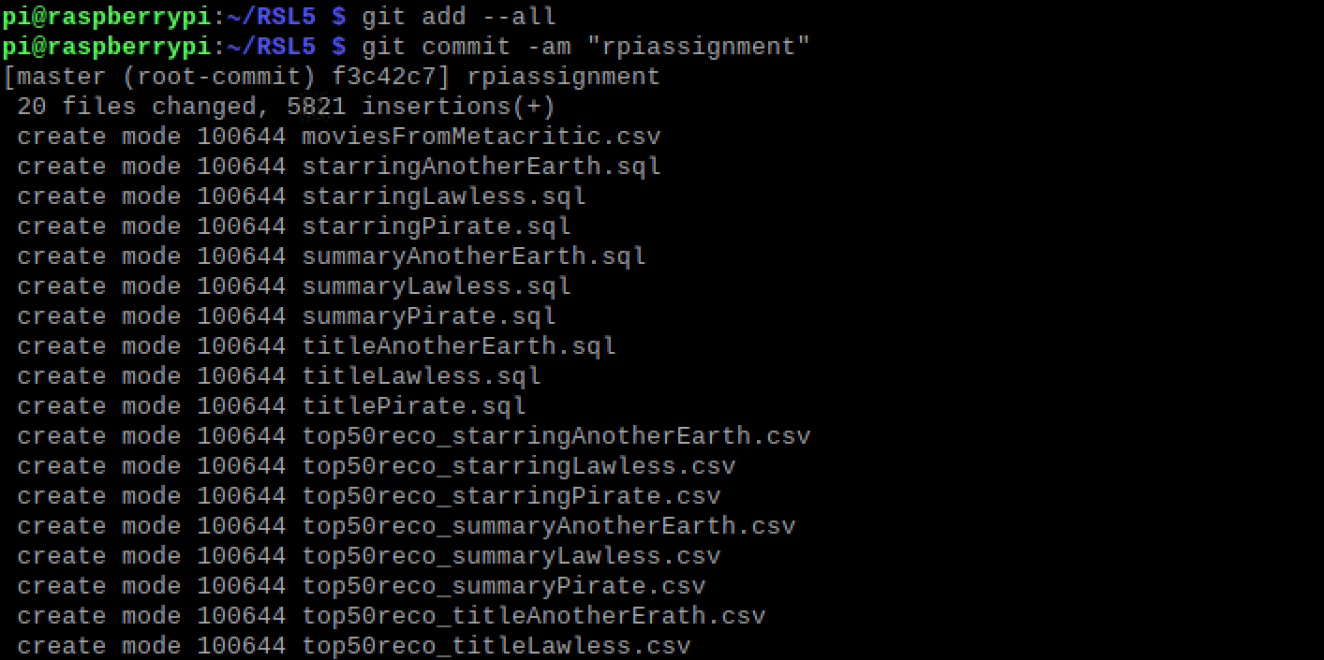 pi@raspberrypi:~/RSL5 $ git add --all
pi@raspberrypi:~/RSL5 $ git commit -am "rpiassignment"
[master (root-commit) f3c42c7] rpiassignment
 20 files changed, 5821 insertions(+)
 create mode 100644 moviesFromMetacritic.csv
 create mode 100644 starringAnotherEarth.sql
 create mode 100644 starringLawless.sql
 create mode 100644 starringPirate.sql
 create mode 100644 summaryAnotherEarth.sql
 create mode 100644 summaryLawless.sql
 create mode 100644 summaryPirate.sql
 create mode 100644 titleAnotherEarth.sql
 create mode 100644 titleLawless.sql
 create mode 100644 titlePirate.sql
 create mode 100644 top50reco_starringAnotherEarth.csv
 create mode 100644 top50reco_starringLawless.csv
 create mode 100644 top50reco_starringPirate.csv
 create mode 100644 top50reco_summaryAnotherEarth.csv
 create mode 100644 top50reco_summaryLawless.csv
 create mode 100644 top50reco_summaryPirate.csv
 create mode 100644 top50reco_titleAnotherErath.csv
 create mode 100644 top50reco_titleLawless.csv